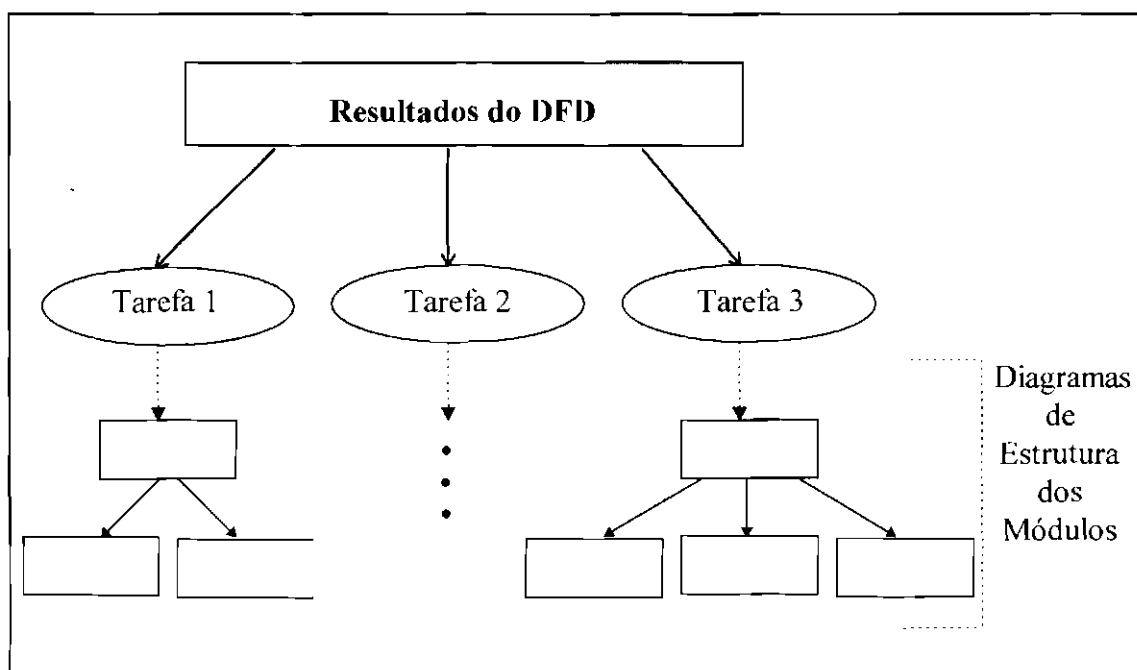 Resultados do DFD
Tarefa 1
Tarefa 2
Tarefa 3
Diagramas
de
Estrutura
dos
Módulos